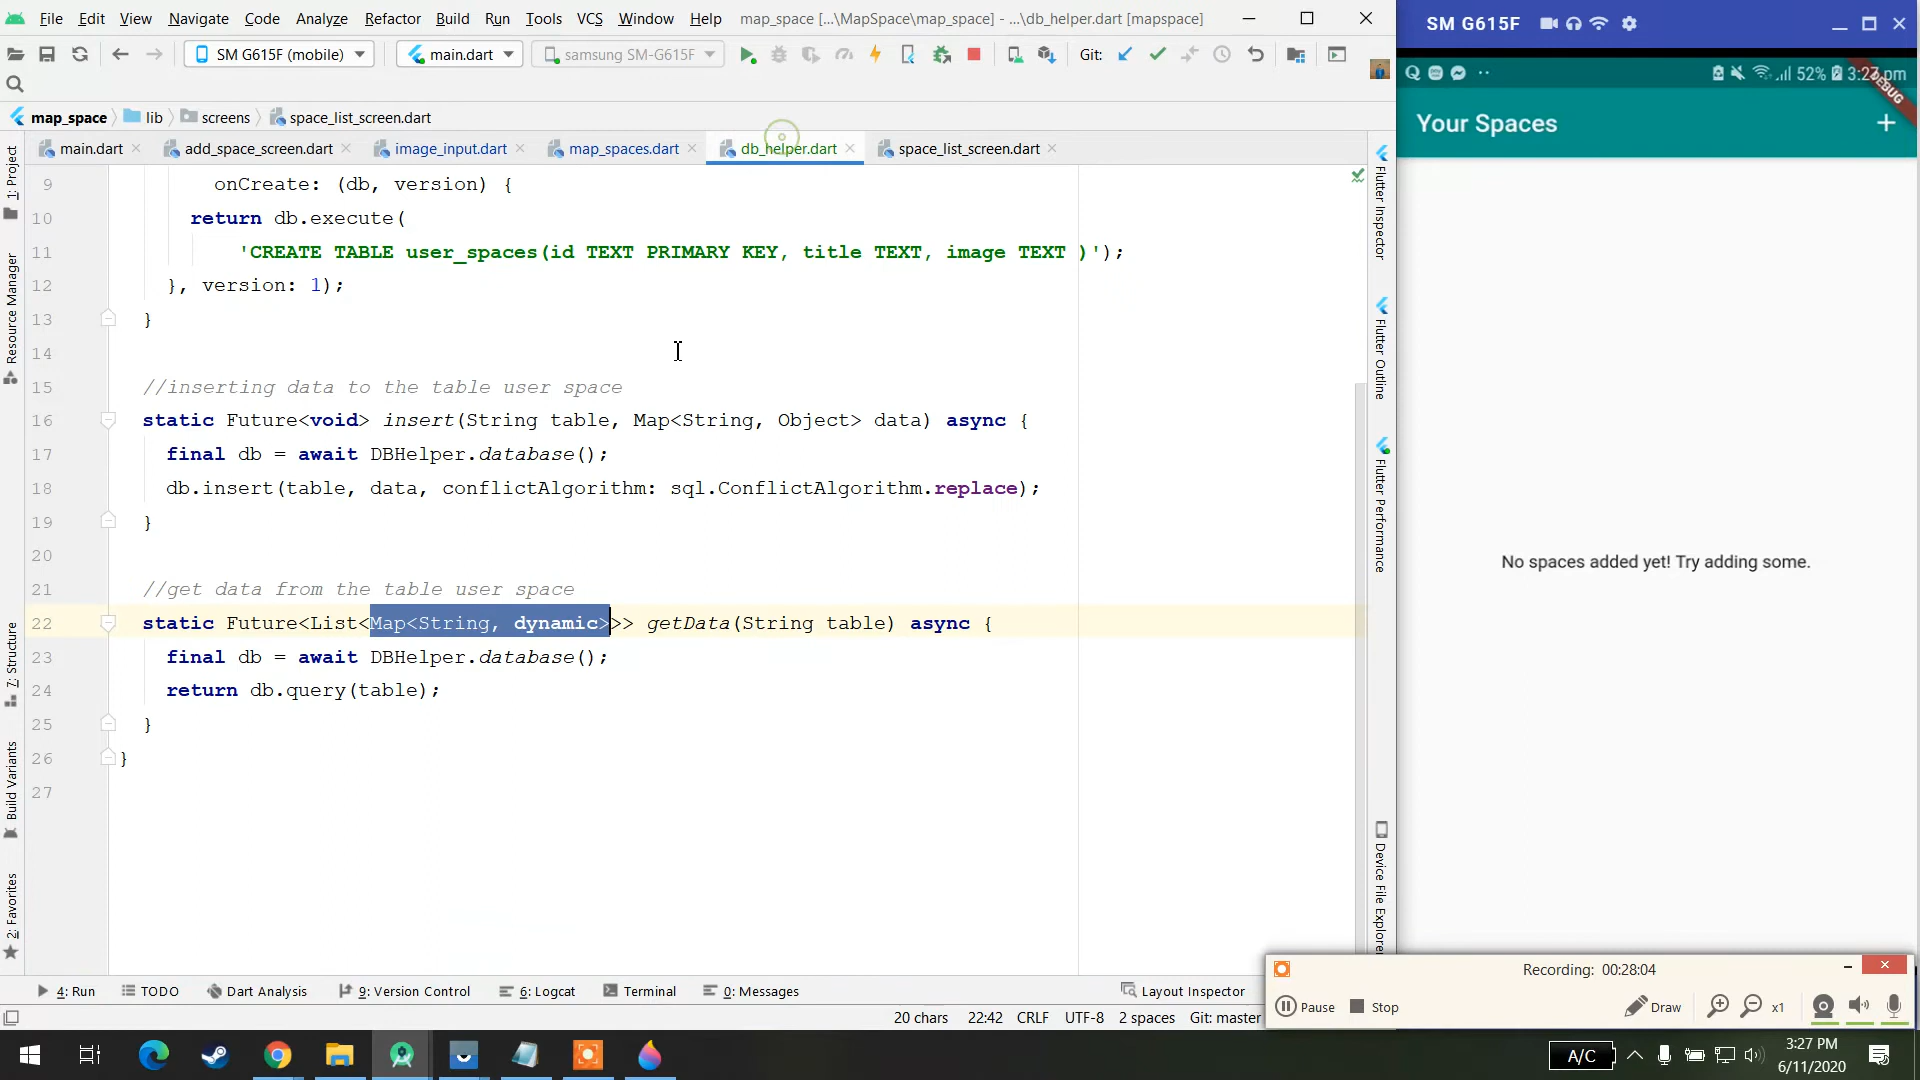 File Edit View Navigate Code Analyze Refactor Build Run Tools VCS Window Help map_space [...\MapSpace\map_space] - ...\db_helper.dart [mapspace]
SM G615F (mobile) main.dart samsung SM-G615F Git:
map_space lib screens space_list_screen.dart
main.dart add_space_screen.dart image_input.dart map_spaces.dart db_helper.dart space_list_screen.dart
9 onCreate: (db, version) {
10 return db.execute(
11 'CREATE TABLE user_spaces(id TEXT PRIMARY KEY, title TEXT, image TEXT )');
12 }, version: 1);
13 }
14
15 //inserting data to the table user space
16 static Future<void> insert(String table, Map<String, Object> data) async {
17 final db = await DBHelper.database();
18 db.insert(table, data, conflictAlgorithm: sql.ConflictAlgorithm.replace);
19 }
20
21 //get data from the table user space
22 static Future<List<Map<String, dynamic>>> getData(String table) async {
23 final db = await DBHelper.database();
24 return db.query(table);
25 }
26 }
27
1: Project
Resource Manager
7: Structure
Build Variants
2: Favorites
Flutter Inspector
Flutter Outline
Flutter Performance
Device File Explorer
4: Run TODO Dart Analysis 9: Version Control 6: Logcat Terminal 0: Messages Layout Inspector
20 chars 22:42 CRLF UTF-8 2 spaces Git: master
SM G615F
52% 3:27 pm
DEBUG
Your Spaces
No spaces added yet! Try adding some.
Recording: 00:28:04
Pause Stop Draw x1
A/C
3:27 PM
6/11/2020